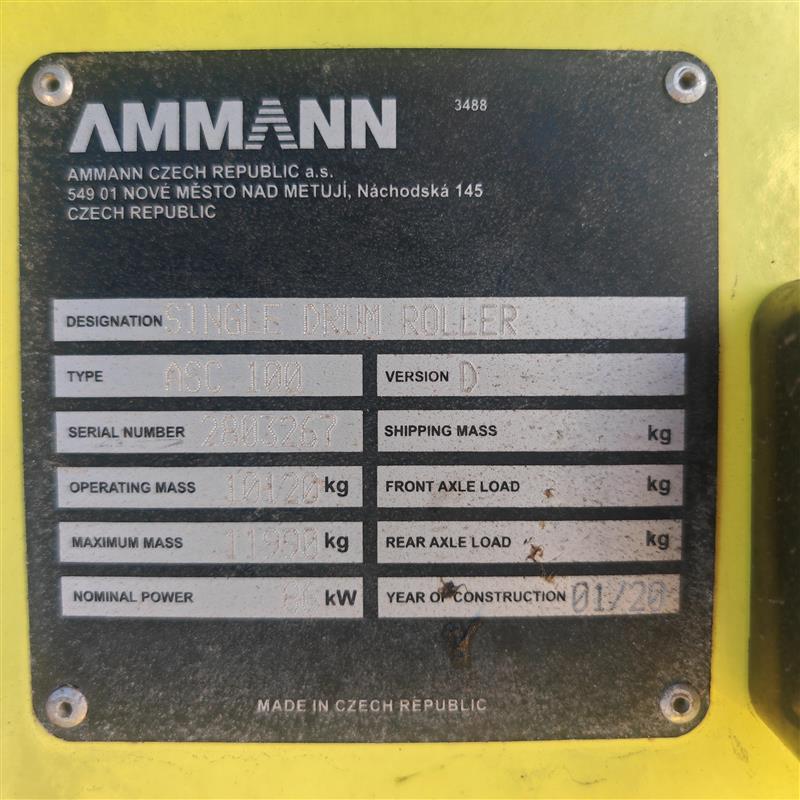 AMMANN 3488
AMMANN CZECH REPUBLIC a.s.
549 01 NOVÉ MĚSTO NAD METUJÍ, Náchodská 145
CZECH REPUBLIC
DESIGNATION SINGLE DRUM ROLLER
TYPE ASC 100 VERSION D
SERIAL NUMBER 2803267 SHIPPING MASS kg
OPERATING MASS 10120 kg FRONT AXLE LOAD kg
MAXIMUM MASS kg REAR AXLE LOAD kg
NOMINAL POWER kW YEAR OF CONSTRUCTION 01/20
MADE IN CZECH REPUBLIC